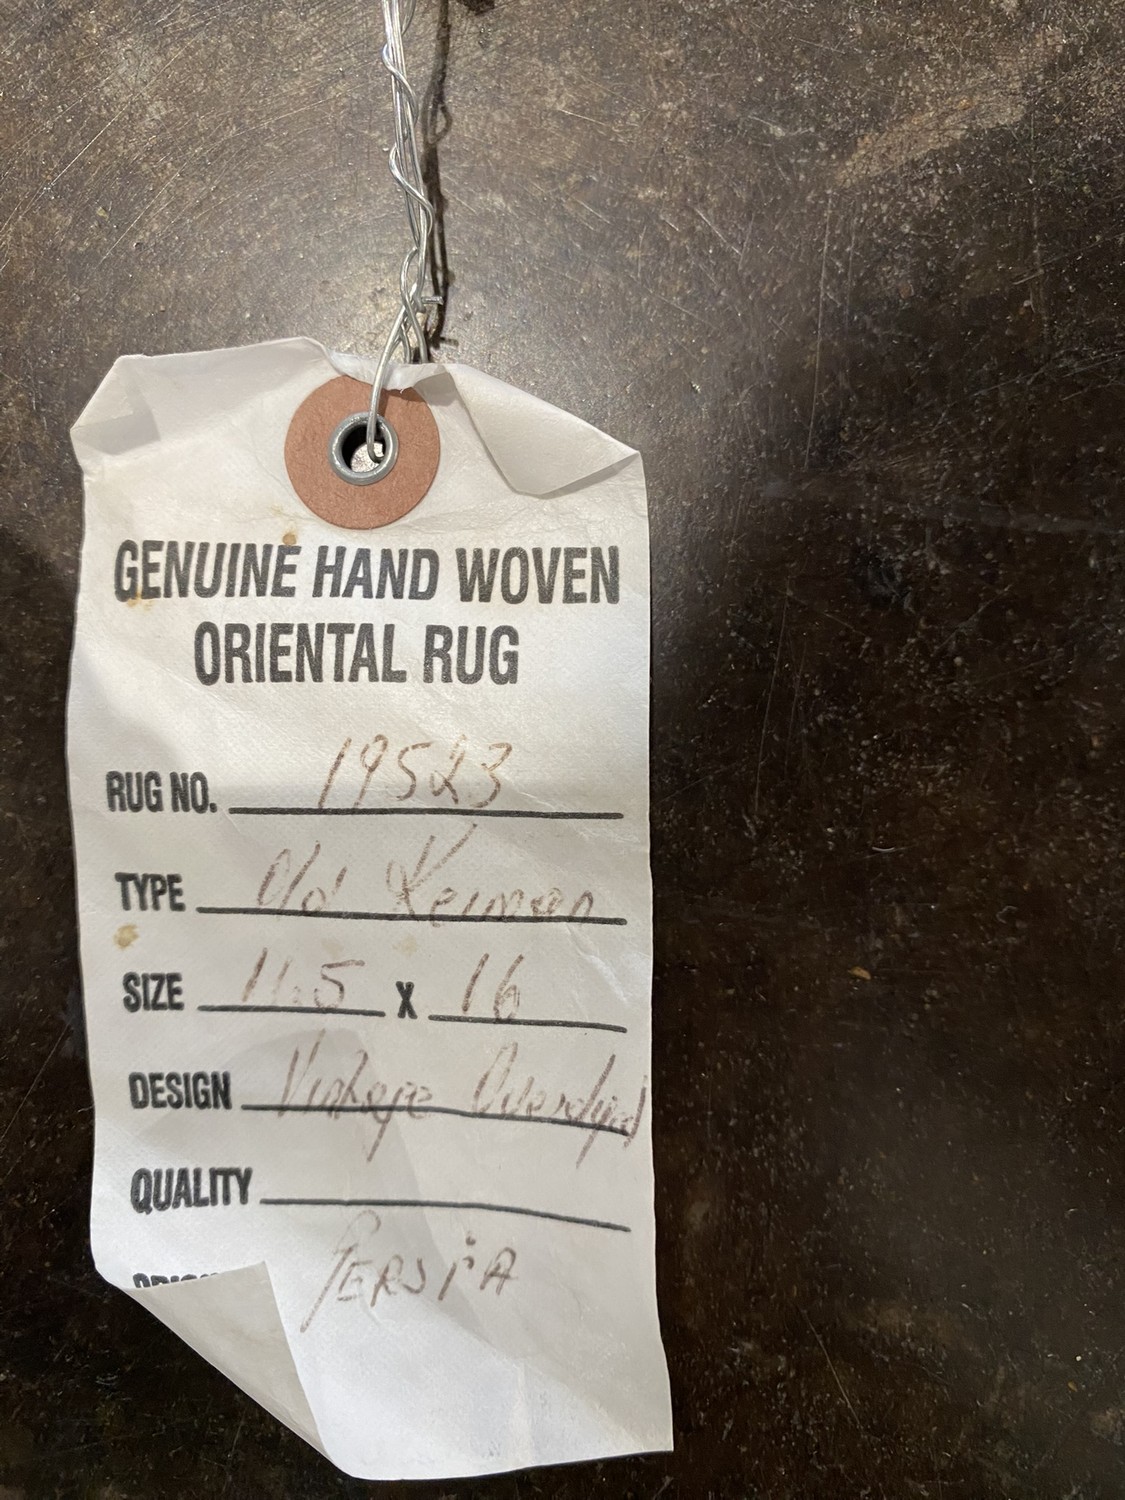 GENUINE HAND WOVEN
ORIENTAL RUG
RUG NO. 19523
TYPE Old Kerman
SIZE 11.5 X 16
DESIGN Vintage Overdyed
QUALITY
PERSiA